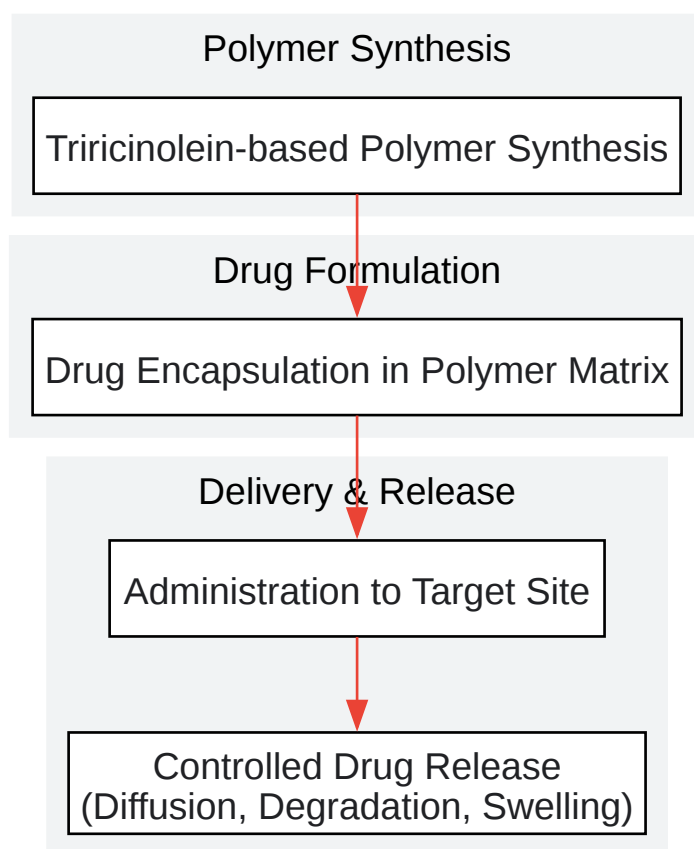 Polymer Synthesis
Triricinolein-based Polymer Synthesis
Drug Formulation
Drug Encapsulation in Polymer Matrix
Delivery & Release
Administration to Target Site
Controlled Drug Release
(Diffusion, Degradation, Swelling)